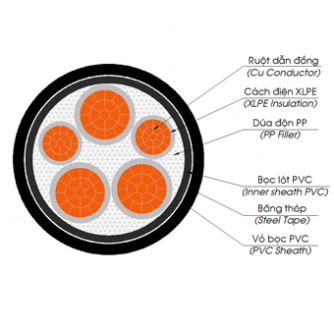 Ruột dẫn đồng
(Cu Conductor)
Cách điện XLPE
(XLPE Insulation)
Dứa độn PP
(PP Filler)
Bọc lót PVC
(Inner sheath PVC)
Băng thép
(Steel Tape)
Vỏ bọc PVC
(PVC Sheath)